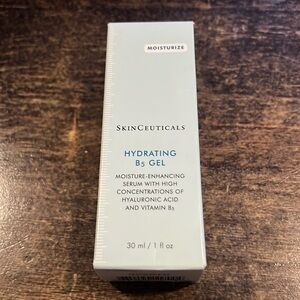 MOISTURIZE
SKINCEUTICALS
HYDRATING
B5 GEL
MOISTURE-ENHANCING
SERUM WITH HIGH
CONCENTRATIONS OF
HYALURONIC ACID
AND VITAMIN B5
30 ml / 1 fl oz